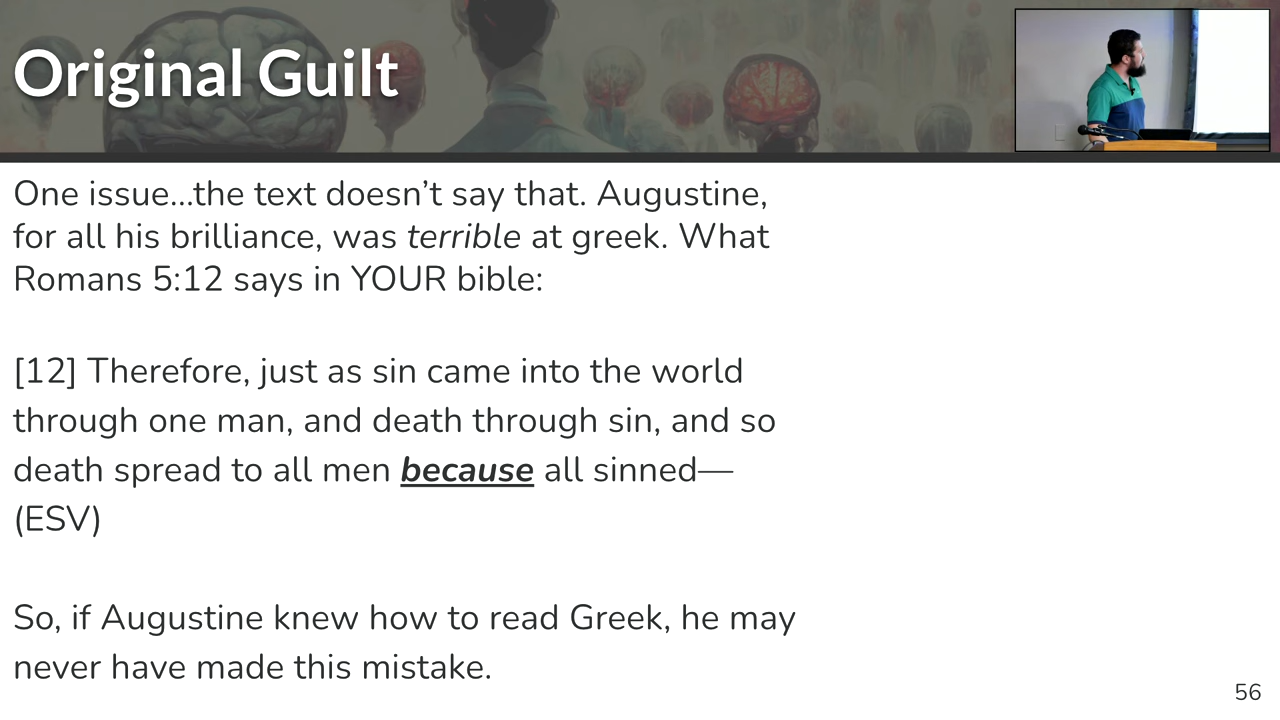 Original Guilt
One issue...the text doesn’t say that. Augustine,
for all his brilliance, was terrible at greek. What
Romans 5:12 says in YOUR bible:
[12] Therefore, just as sin came into the world
through one man, and death through sin, and so
death spread to all men because all sinned—
(ESV)
So, if Augustine knew how to read Greek, he may
never have made this mistake.
56